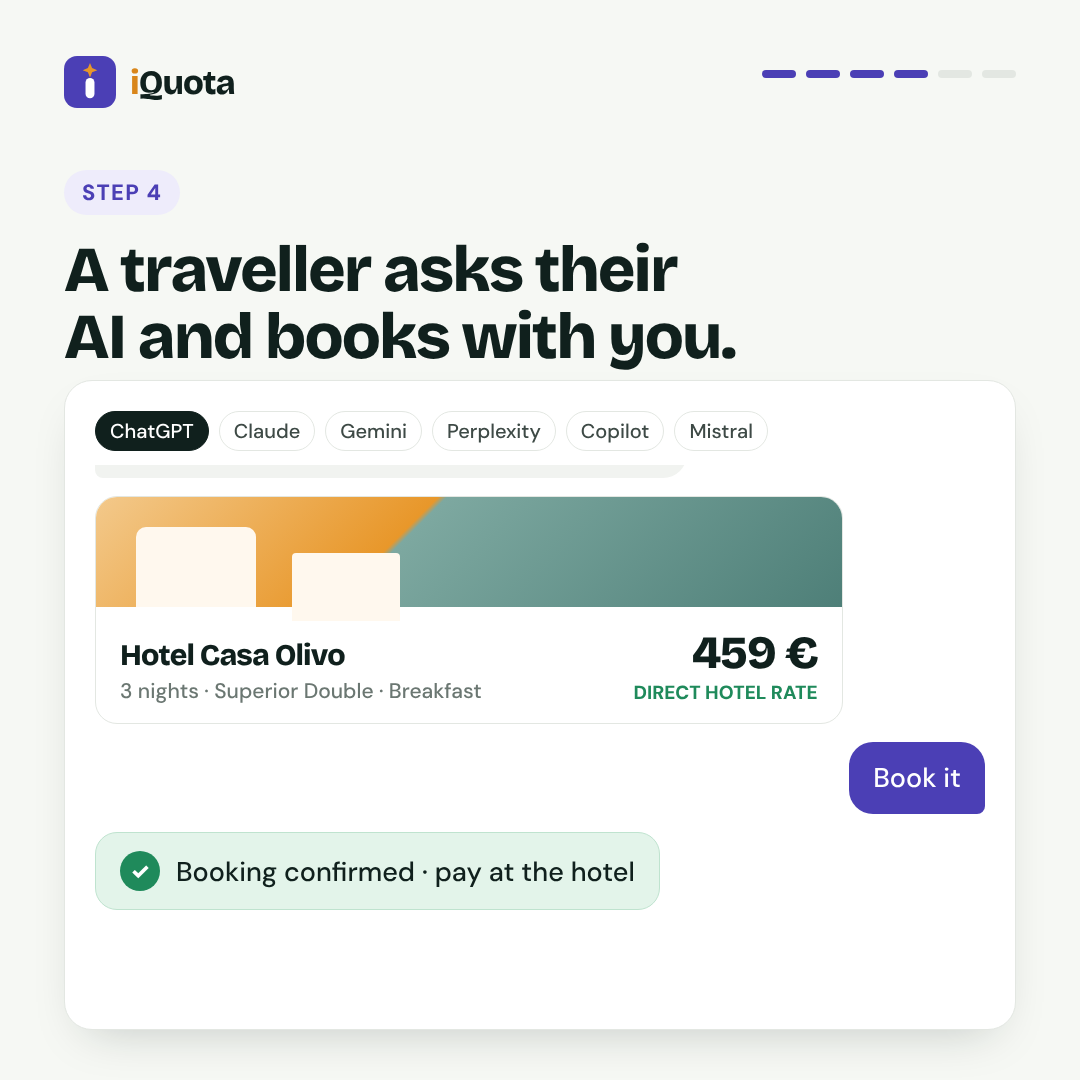 iQuota
STEP 4
A traveller asks their
AI and books with you.
ChatGPT Claude Gemini Perplexity Copilot Mistral
Hotel Casa Olivo
459 €
3 nights · Superior Double · Breakfast
DIRECT HOTEL RATE
Book it
Booking confirmed · pay at the hotel